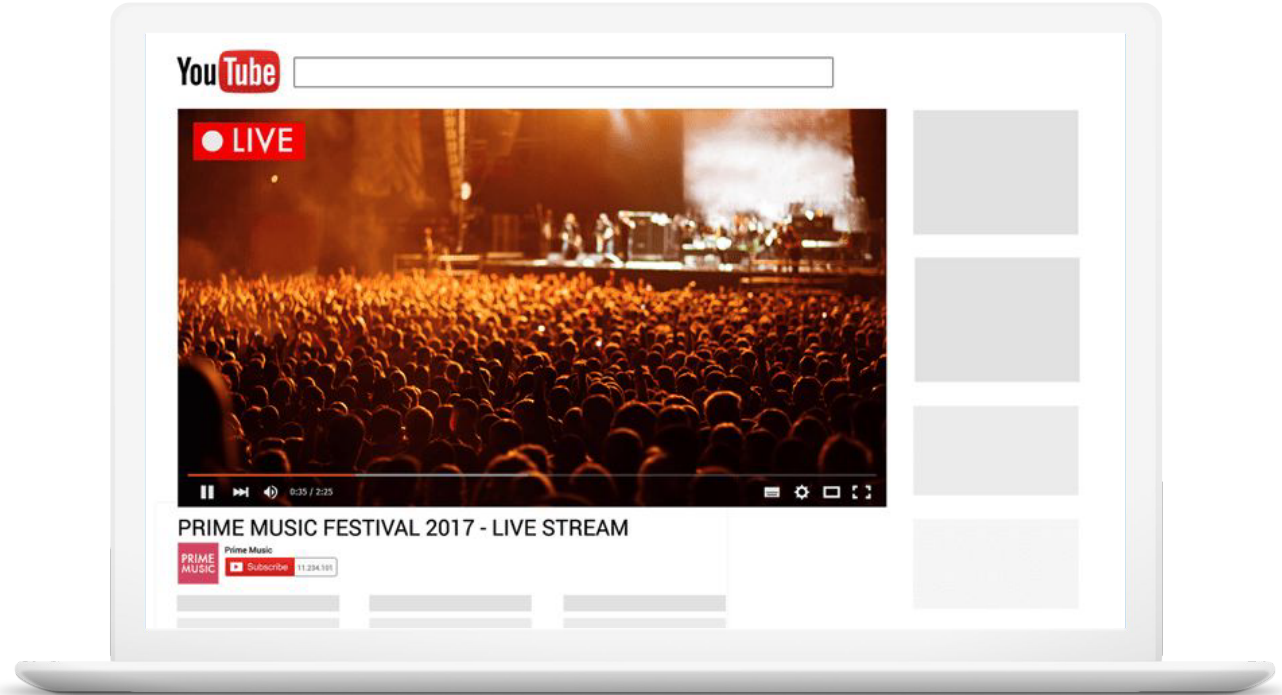 YouTube
LIVE
0:35 / 2:25
PRIME MUSIC FESTIVAL 2017 - LIVE STREAM
PRIME
MUSIC
Prime Music
Subscribe 11.234.101